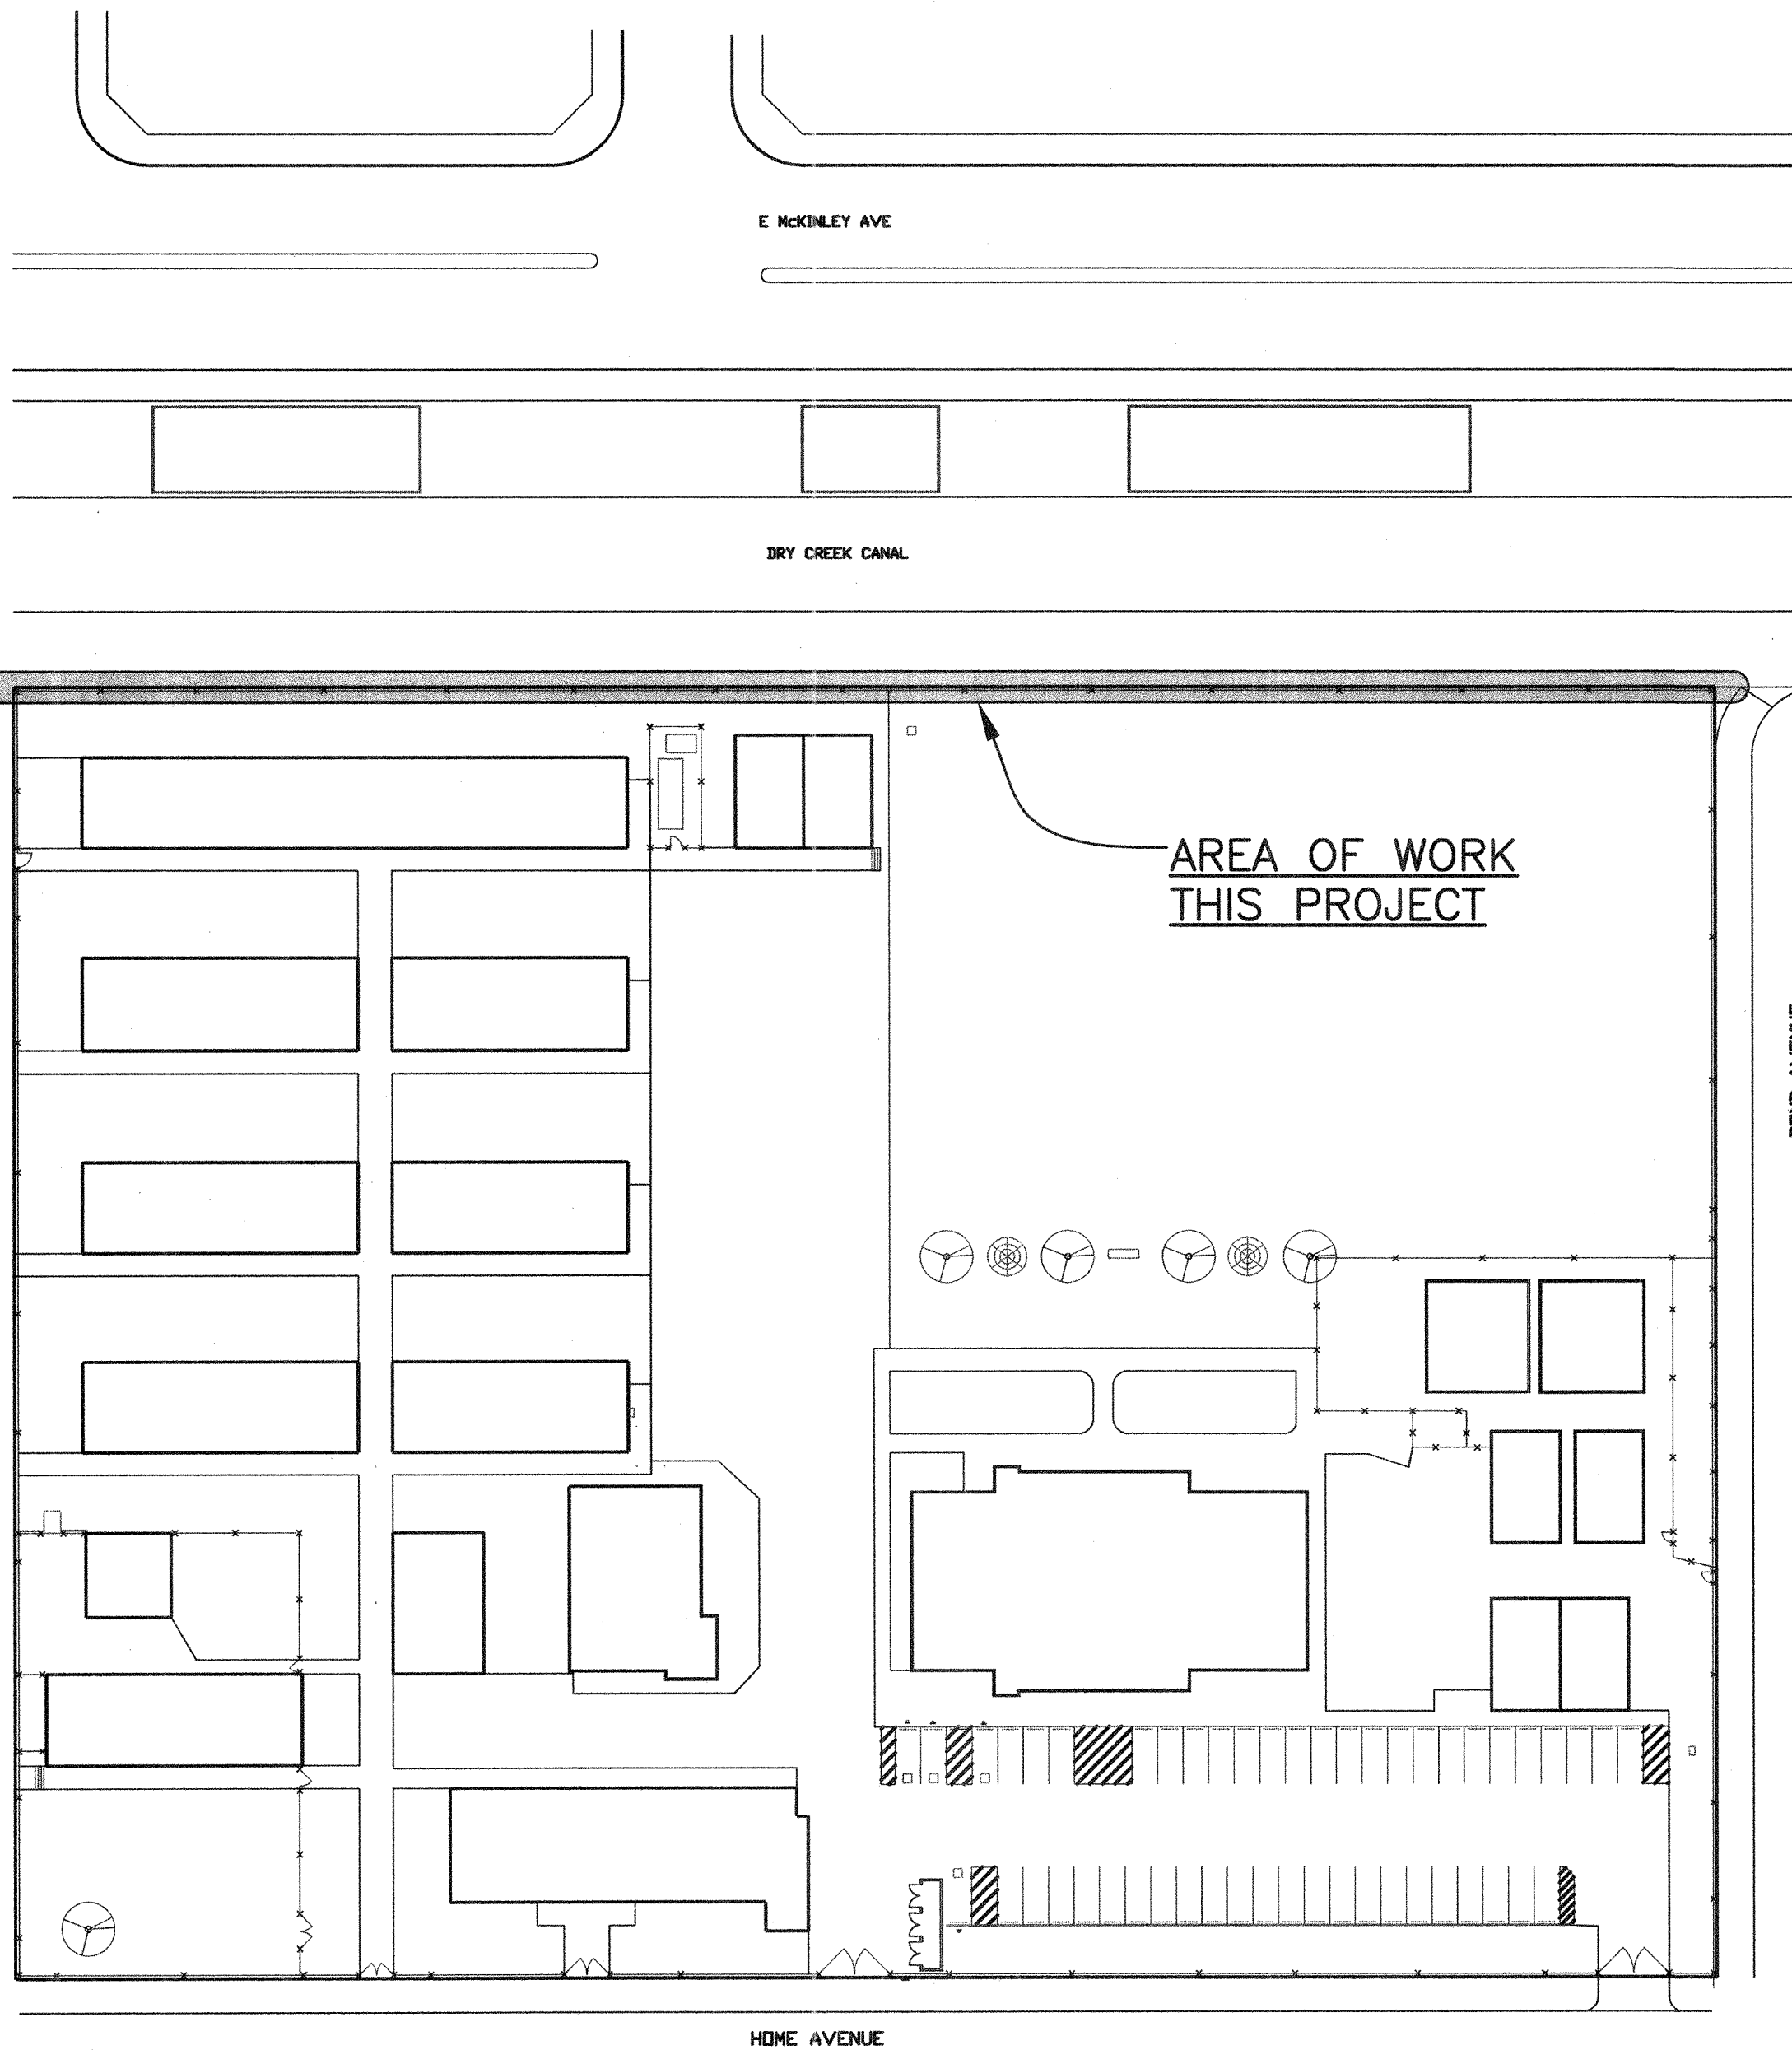 E McKINLEY AVE
DRY CREEK CANAL
AREA OF WORK
THIS PROJECT
HOME AVENUE